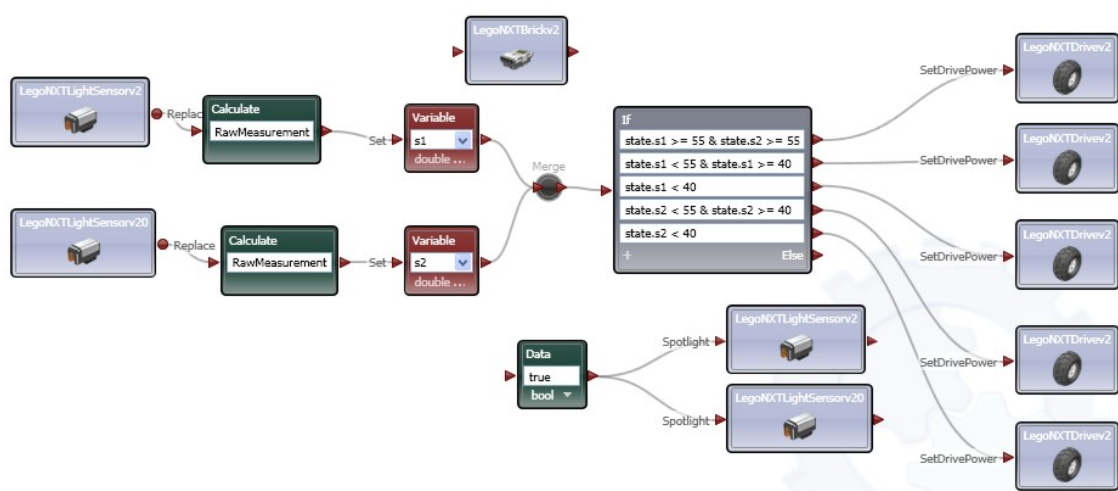 LegoNXTBrickv2
LegoNXTLightSensorv2
Replac
Calculate
RawMeasurement
Set
Variable
s1
double ...
Merge
If
state.s1 >= 55 & state.s2 >= 55
state.s1 < 55 & state.s1 >= 40
state.s1 < 40
state.s2 < 55 & state.s2 >= 40
state.s2 < 40
+
Else
SetDrivePower
LegoNXTDrivev2
SetDrivePower
LegoNXTDrivev2
SetDrivePower
LegoNXTDrivev2
SetDrivePower
LegoNXTDrivev2
SetDrivePower
LegoNXTDrivev2
LegoNXTLightSensorv20
Replace
Calculate
RawMeasurement
Set
Variable
s2
double ...
Data
true
bool
Spotlight
LegoNXTLightSensorv2
Spotlight
LegoNXTLightSensorv20